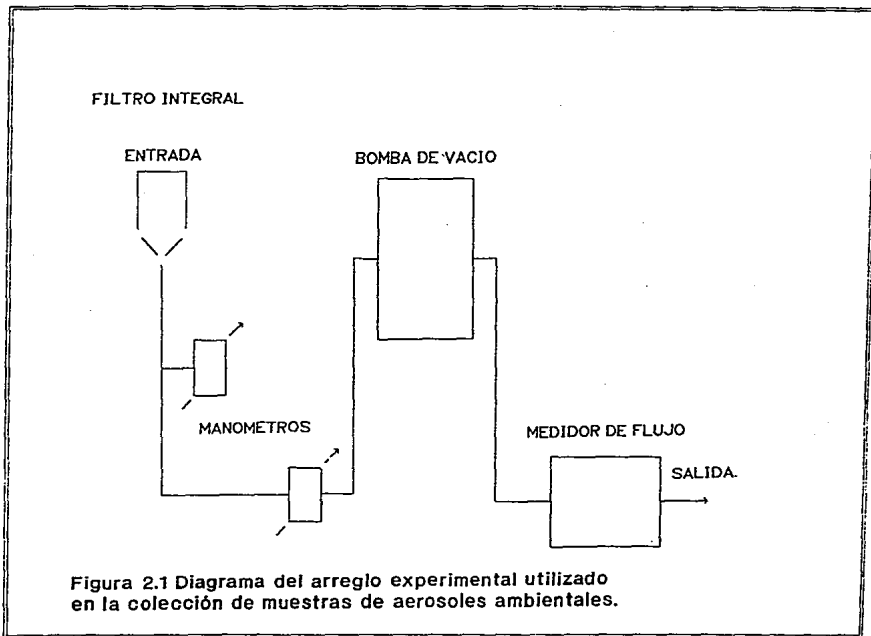 FILTRO INTEGRAL
ENTRADA
BOMBA DE VACIO
MANOMETROS
MEDIDOR DE FLUJO
SALIDA.
Figura 2.1 Diagrama del arreglo experimental utilizado
en la colección de muestras de aerosoles ambientales.